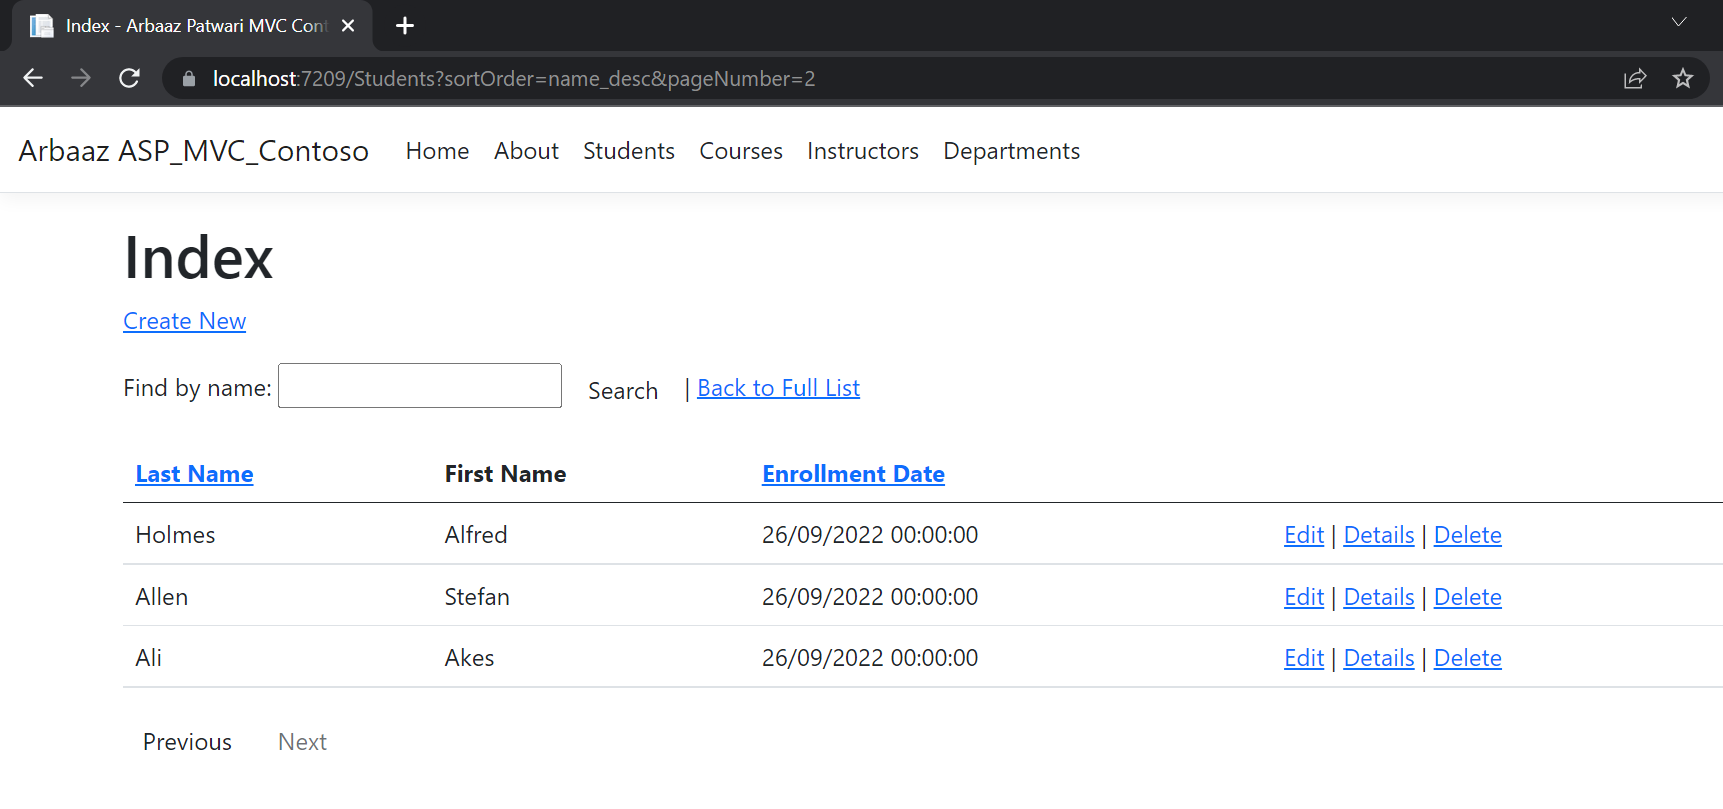 Index - Arbaaz Patwari MVC Cont
localhost:7209/Students?sortOrder=name_desc&pageNumber=2
Arbaaz ASP_MVC_Contoso Home About Students Courses Instructors Departments
Index
Create New
Find by name: Search | Back to Full List
Last Name First Name Enrollment Date
Holmes Alfred 26/09/2022 00:00:00 Edit | Details | Delete
Allen Stefan 26/09/2022 00:00:00 Edit | Details | Delete
Ali Akes 26/09/2022 00:00:00 Edit | Details | Delete
Previous Next